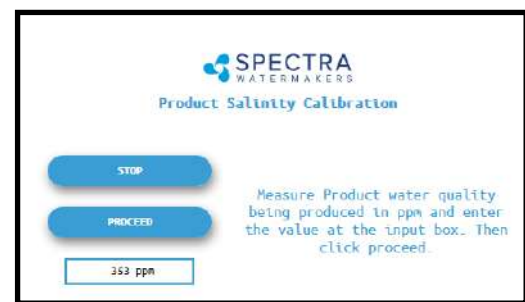 SPECTRA
WATERMAKERS
Product Salinity Calibration
STOP
PROCEED
Measure Product water quality
being produced in ppm and enter
the value at the input box. Then
click proceed.
353 ppm